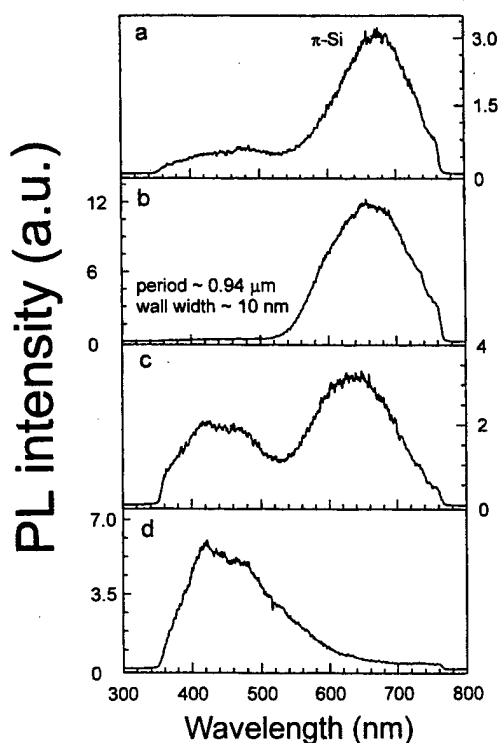 PL intensity (a.u.)
a
π-Si
3.0
1.5
0
b
12
6
0
period ~ 0.94 μm
wall width ~ 10 nm
c
4
2
0
d
7.0
3.5
0
300 400 500 600 700 800
Wavelength (nm)